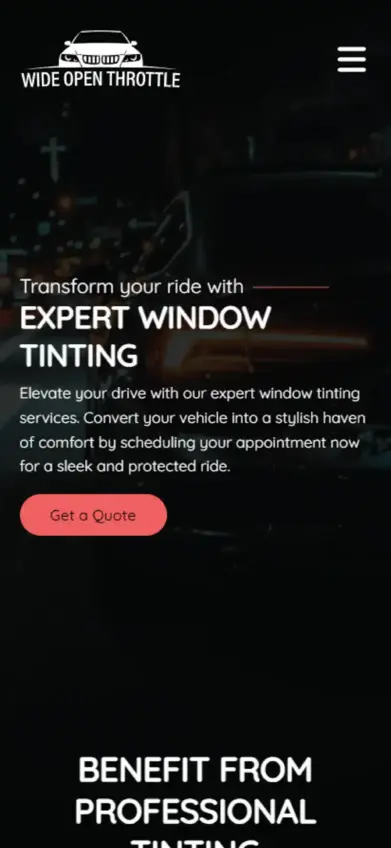 WIDE OPEN THROTTLE
Transform your ride with
EXPERT WINDOW
TINTING
Elevate your drive with our expert window tinting
services. Convert your vehicle into a stylish haven
of comfort by scheduling your appointment now
for a sleek and protected ride.
Get a Quote
BENEFIT FROM
PROFESSIONAL
TINTING